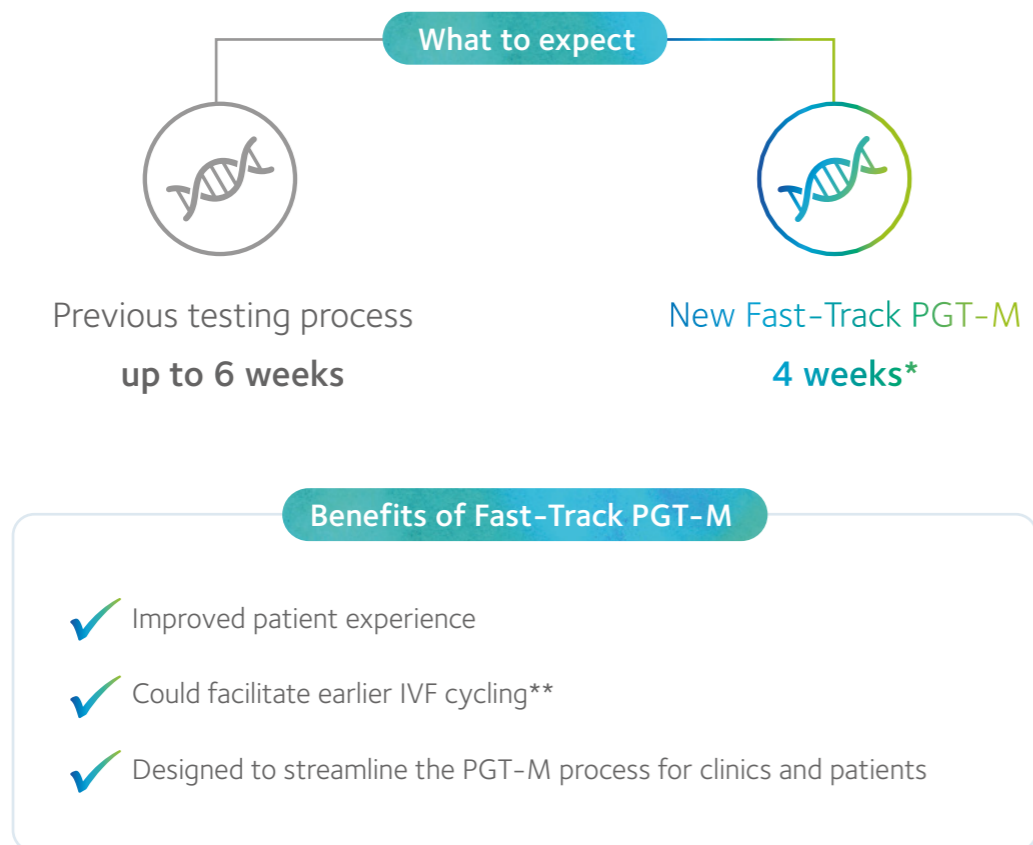 What to expect
Previous testing process
up to 6 weeks
New Fast-Track PGT-M
4 weeks*
Benefits of Fast-Track PGT-M
Improved patient experience
Could facilitate earlier IVF cycling**
Designed to streamline the PGT-M process for clinics and patients